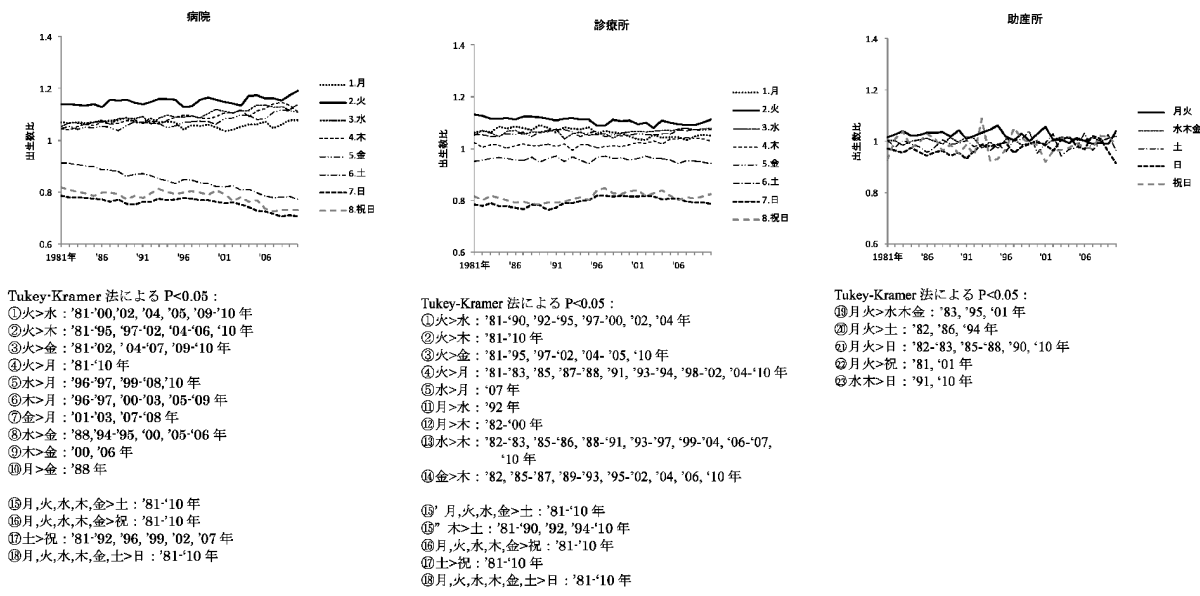 病院
1.4
1.2
1
0.8
0.6
出生数比
1981年 '86 '91 '96 '01 '06
1.月
2.火
3.水
4.木
5.金
6.土
7.日
8.祝日
Tukey-Kramer 法による P<0.05：
①火>水：'81-'00,'02, '04, '05, '09-'10 年
②火>木：'81-'95, '97-'02, '04-'06, '10 年
③火>金：'81-'02, '04-'07, '09-'10 年
④火>月：'81-'10 年
⑤水>月：'96-'97, '99-'08,'10 年
⑥木>月：'96-'97, '00-'03, '05-'09 年
⑦金>月：'01-'03, '07-'08 年
⑧水>金：'88,'94-'95, '00, '05-'06 年
⑨木>金：'00, '06 年
⑩月>金：'88 年
⑮月,火,水,木,金>土：'81-'10 年
⑯月,火,水,木,金>祝：'81-'10 年
⑰土>祝：'81-'92, '96, '99, '02, '07 年
⑱月,火,水,木,金,土>日：'81-'10 年
診療所
1.4
1.2
1
0.8
0.6
出生数比
1981年 '86 '91 '96 '01 '06
1.月
2.火
3.水
4.木
5.金
6.土
7.日
8.祝日
Tukey-Kramer 法による P<0.05：
①火>水：'81-'90, '92-'95, '97-'00, '02, '04 年
②火>木：'81-'10 年
③火>金：'81-'95, '97-'02, '04- '05, '10 年
④火>月：'81-'83, '85, '87-'88, '91, '93-'94, '98-'02, '04-'10 年
⑤水>月：'07 年
⑪月>水：'92 年
⑫月>木：'82-'00 年
⑬水>木：'82-'83, '85-'86, '88-'91, '93-'97, '99-'04, '06-'07,
'10 年
⑭金>木：'82, '85-'87, '89-'93, '95-'02, '04, '06, '10 年
⑮' 月,火,水,金>土：'81-'10 年
⑮" 木>土：'81-'90, '92, '94-'10 年
⑯月,火,水,木,金>祝：'81-'10 年
⑰土>祝：'81-'10 年
⑱月,火,水,木,金,土>日：'81-'10 年
助産所
1.4
1.2
1
0.8
0.6
出生数比
1981年 '86 '91 '96 '01 '06
月火
水木金
土
日
祝日
Tukey-Kramer 法による P<0.05：
⑲月火>水木金：'83, '95, '01 年
⑳月火>土：'82, '86, '94 年
㉑月火>日：'82-'83, '85-'88, '90, '10 年
㉒月火>祝：'81, '01 年
㉓水木>日：'91, '10 年